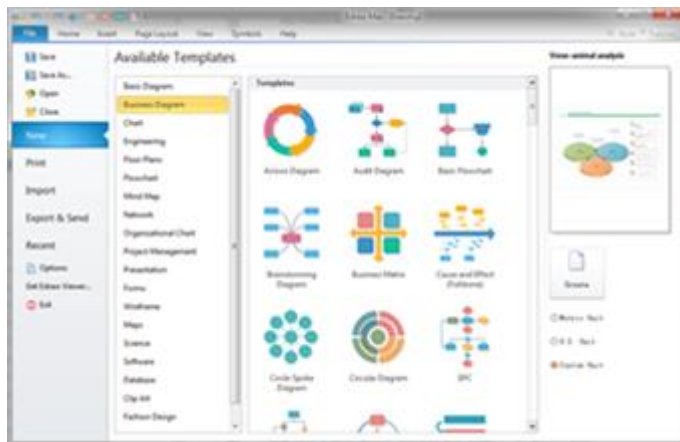 File Home Insert Page Layout View Symbols Help
Save
Save As...
Open
Close
New
Print
Import
Export & Send
Recent
Options
Get Edraw Viewer...
Exit
Available Templates
Basic Diagram
Business Diagram
Chart
Engineering
Floor Plans
Flowchart
Mind Map
Network
Organizational Chart
Project Management
Presentation
Forms
Wireframe
Maps
Science
Software
Database
Clip Art
Fashion Design
Templates
Arrows Diagram Audit Diagram Basic Flowchart
Brainstorming Diagram
Business Matrix
Cause and Effect (Fishbone)
Circle Spoke Diagram
Circular Diagram
EPC